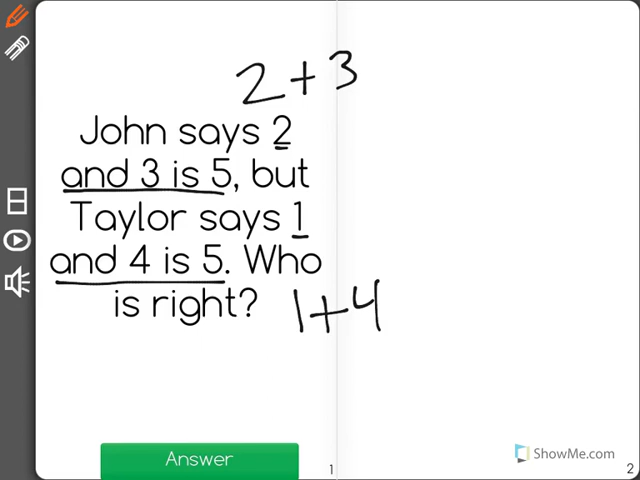 2 + 3
John says 2
and 3 is 5, but
Taylor says 1
and 4 is 5. Who
is right?
1 + 4
Answer
1
ShowMe.com
2